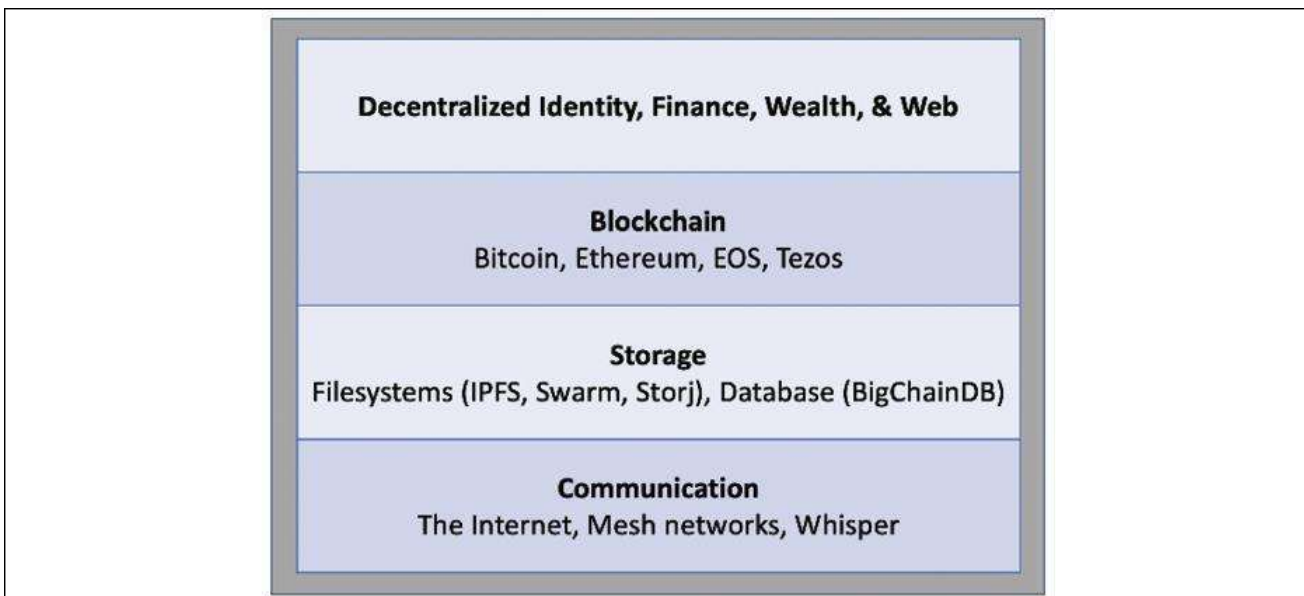 Decentralized Identity, Finance, Wealth, & Web
Blockchain
Bitcoin, Ethereum, EOS, Tezos
Storage
Filesystems (IPFS, Swarm, Storj), Database (BigChainDB)
Communication
The Internet, Mesh networks, Whisper